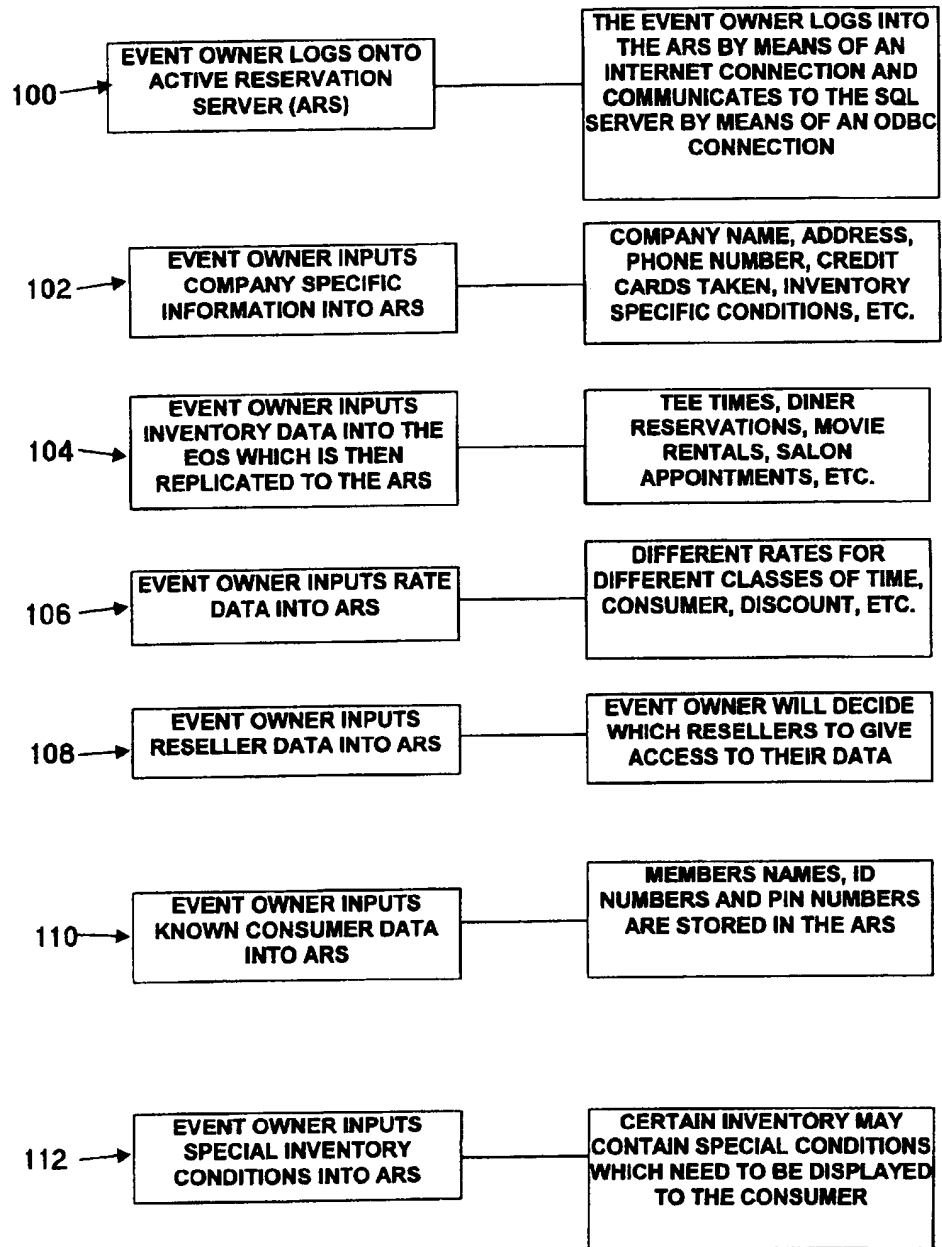 EVENT OWNER LOGS ONTO
ACTIVE RESERVATION
SERVER (ARS)
100
THE EVENT OWNER LOGS INTO
THE ARS BY MEANS OF AN
INTERNET CONNECTION AND
COMMUNICATES TO THE SQL
SERVER BY MEANS OF AN ODBC
CONNECTION
EVENT OWNER INPUTS
COMPANY SPECIFIC
INFORMATION INTO ARS
102
COMPANY NAME, ADDRESS,
PHONE NUMBER, CREDIT
CARDS TAKEN, INVENTORY
SPECIFIC CONDITIONS, ETC.
EVENT OWNER INPUTS
INVENTORY DATA INTO THE
EOS WHICH IS THEN
REPLICATED TO THE ARS
104
TEE TIMES, DINER
RESERVATIONS, MOVIE
RENTALS, SALON
APPOINTMENTS, ETC.
EVENT OWNER INPUTS RATE
DATA INTO ARS
106
DIFFERENT RATES FOR
DIFFERENT CLASSES OF TIME,
CONSUMER, DISCOUNT, ETC.
EVENT OWNER INPUTS
RESELLER DATA INTO ARS
108
EVENT OWNER WILL DECIDE
WHICH RESELLERS TO GIVE
ACCESS TO THEIR DATA
EVENT OWNER INPUTS
KNOWN CONSUMER DATA
INTO ARS
110
MEMBERS NAMES, ID
NUMBERS AND PIN NUMBERS
ARE STORED IN THE ARS
EVENT OWNER INPUTS
SPECIAL INVENTORY
CONDITIONS INTO ARS
112
CERTAIN INVENTORY MAY
CONTAIN SPECIAL CONDITIONS
WHICH NEED TO BE DISPLAYED
TO THE CONSUMER